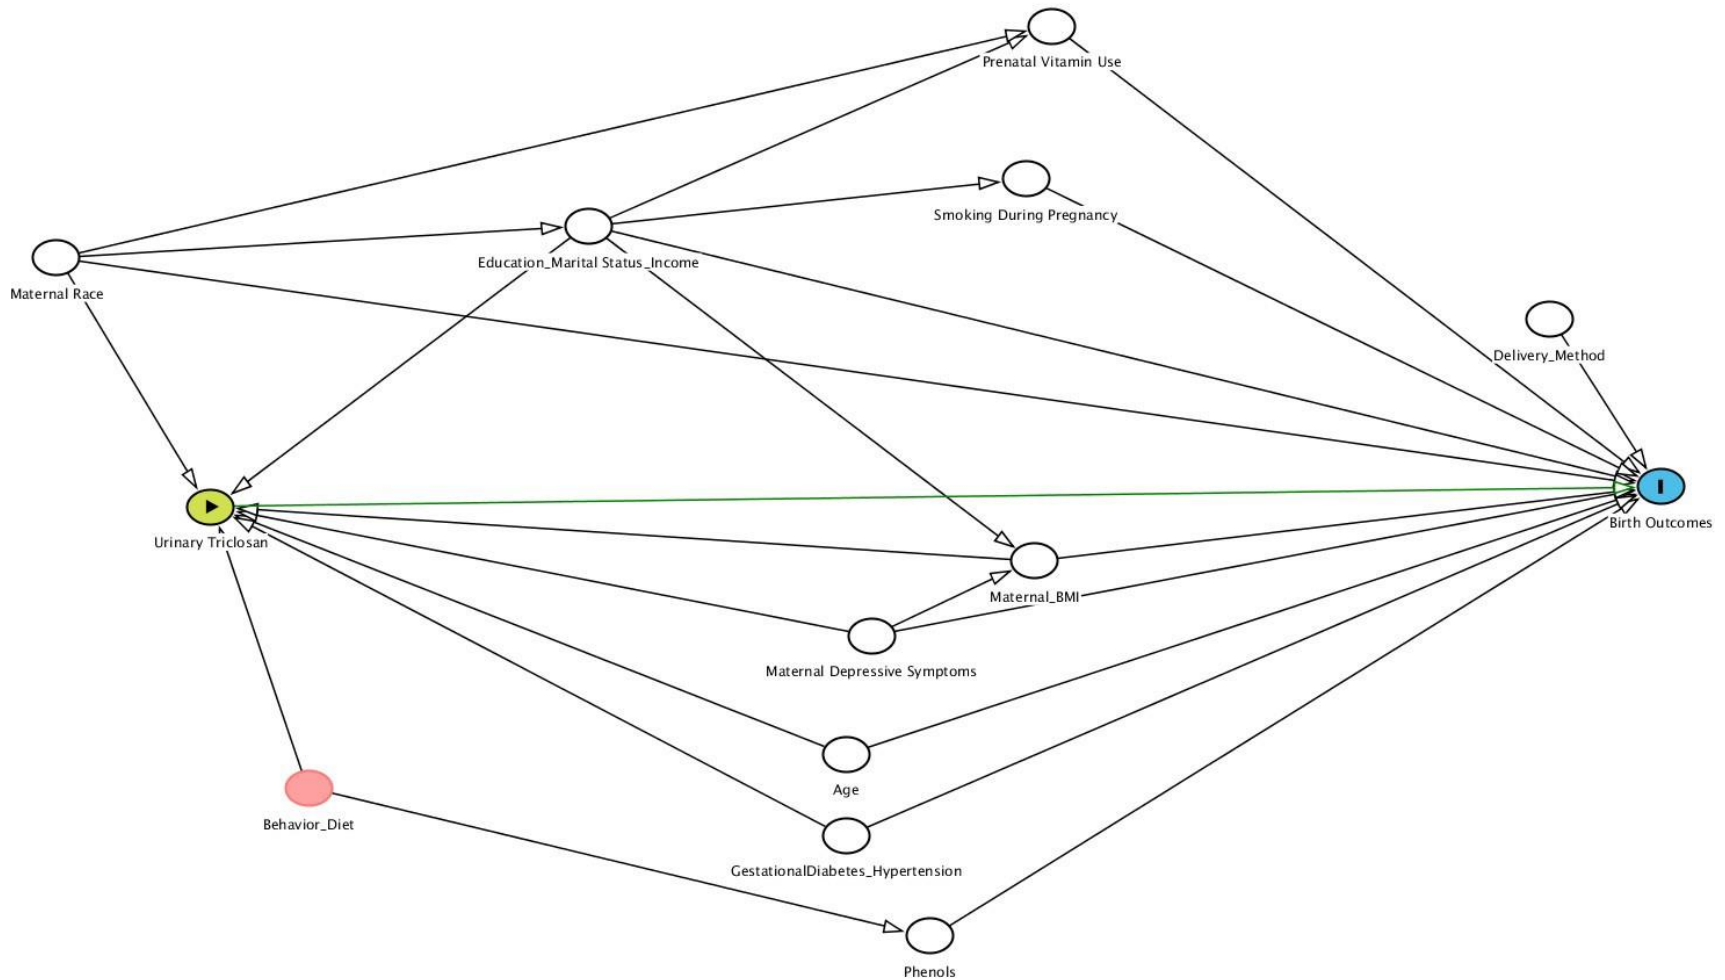 Prenatal Vitamin Use
Smoking During Pregnancy
Education_Marital Status_Income
Maternal Race
Delivery_Method
Birth Outcomes
Urinary Triclosan
Maternal_BMI
Maternal Depressive Symptoms
Age
Behavior_Diet
GestationalDiabetes_Hypertension
Phenols